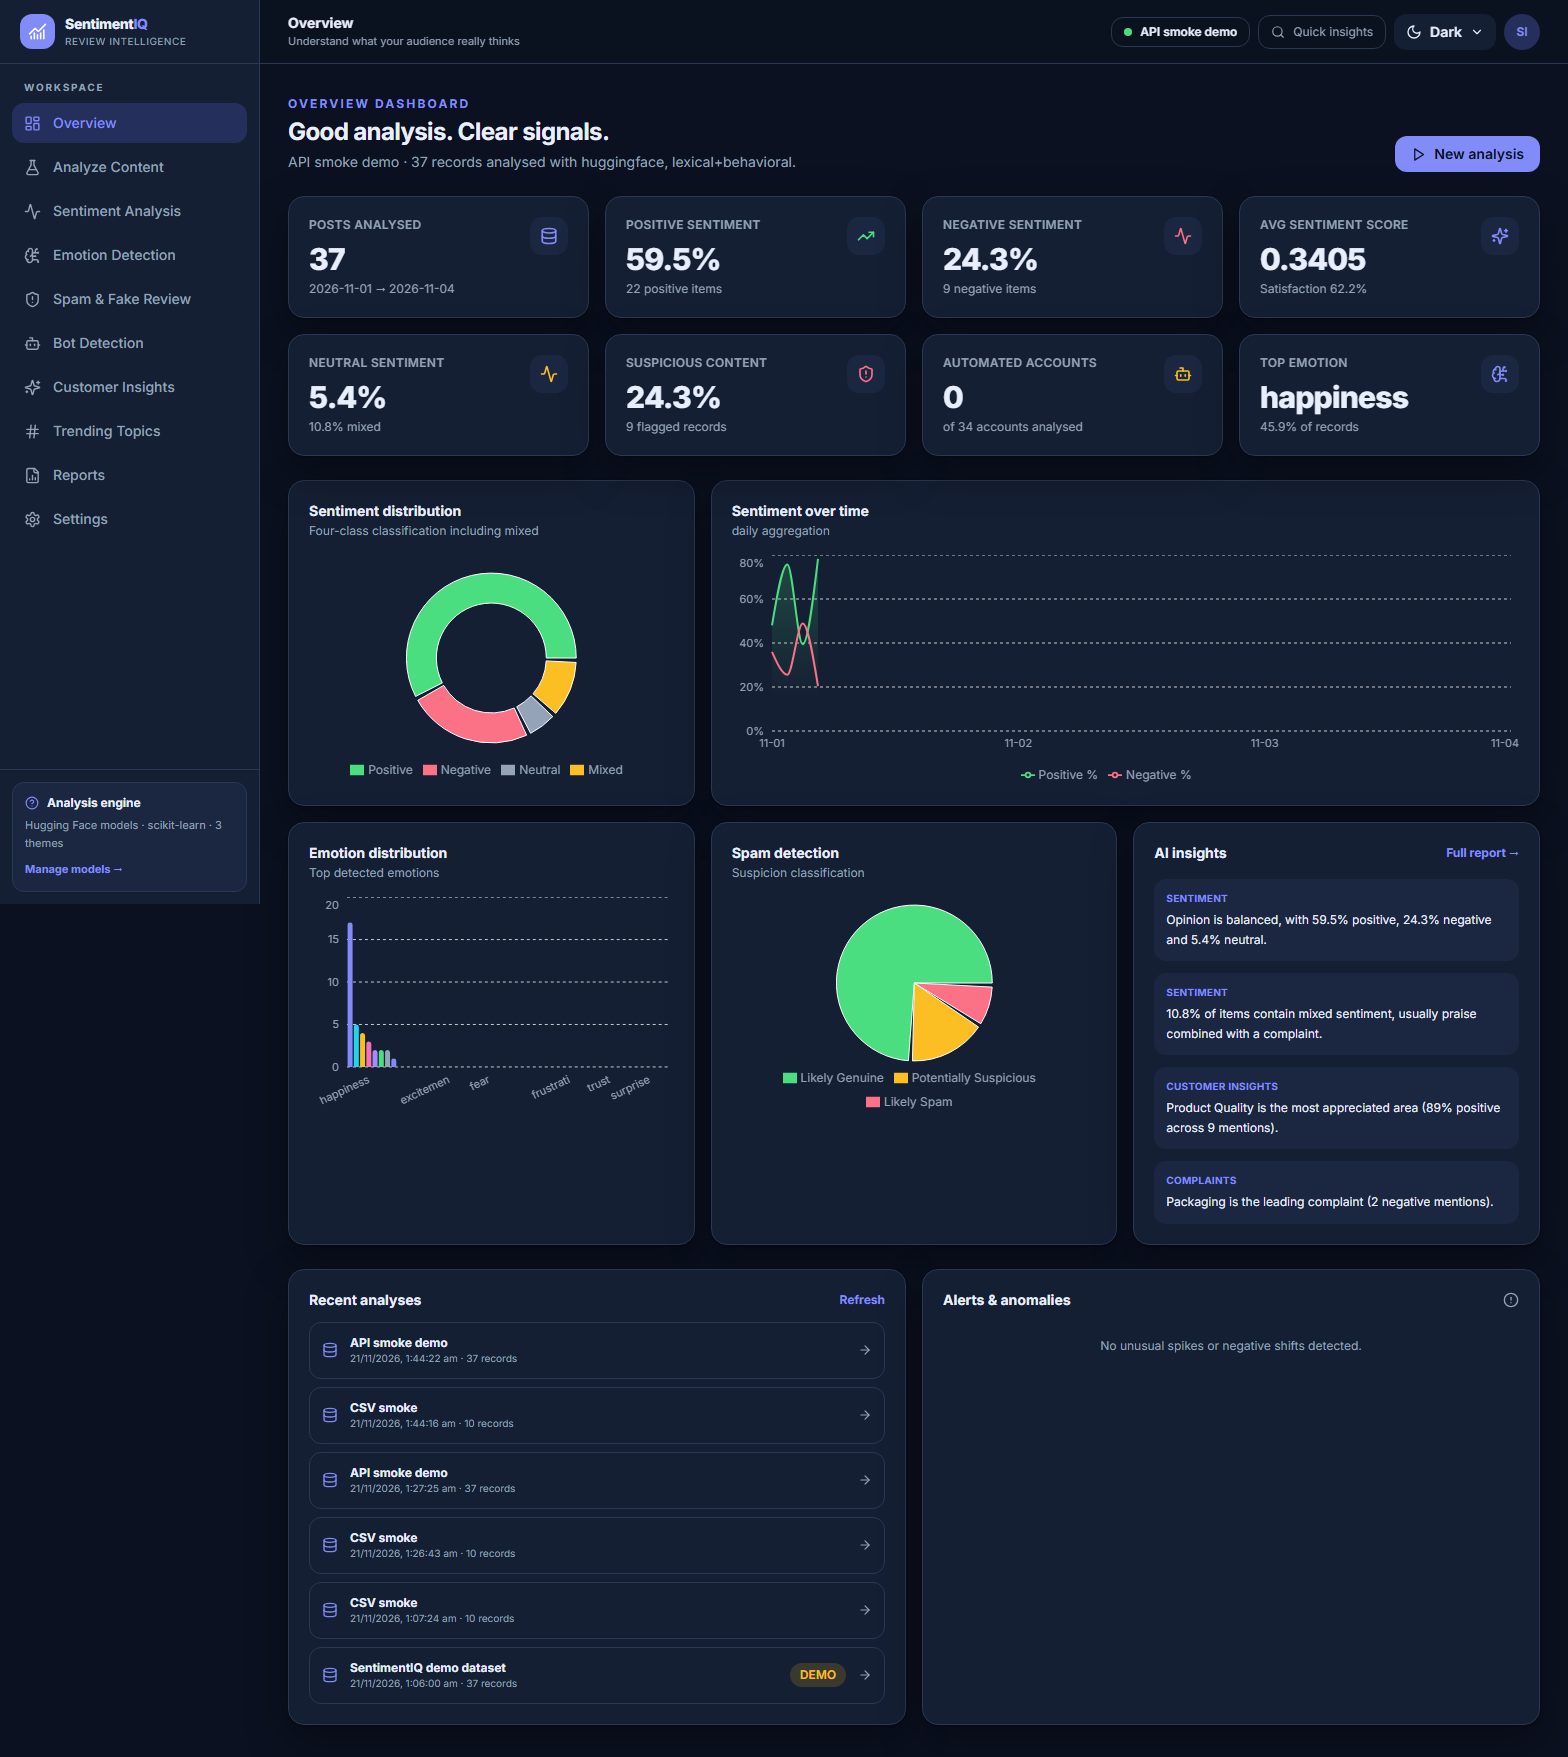 SentimentIQ
REVIEW INTELLIGENCE
WORKSPACE
Overview
Analyze Content
Sentiment Analysis
Emotion Detection
Spam & Fake Review
Bot Detection
Customer Insights
Trending Topics
Reports
Settings
Analysis engine
Hugging Face models · scikit-learn · 3
themes
Manage models →
Overview
Understand what your audience really thinks
API smoke demo
Quick insights
Dark
SI
OVERVIEW DASHBOARD
Good analysis. Clear signals.
API smoke demo · 37 records analysed with huggingface, lexical+behavioral.
New analysis
POSTS ANALYSED
37
2026-11-01 → 2026-11-04
POSITIVE SENTIMENT
59.5%
22 positive items
NEGATIVE SENTIMENT
24.3%
9 negative items
AVG SENTIMENT SCORE
0.3405
Satisfaction 62.2%
NEUTRAL SENTIMENT
5.4%
10.8% mixed
SUSPICIOUS CONTENT
24.3%
9 flagged records
AUTOMATED ACCOUNTS
0
of 34 accounts analysed
TOP EMOTION
happiness
45.9% of records
Sentiment distribution
Four-class classification including mixed
Positive Negative Neutral Mixed
Sentiment over time
daily aggregation
80%
60%
40%
20%
0%
11-01 11-02 11-03 11-04
Positive % Negative %
Emotion distribution
Top detected emotions
20
15
10
5
0
happiness excitemen fear frustrati trust surprise
Spam detection
Suspicion classification
Likely Genuine Potentially Suspicious
Likely Spam
AI insights
Full report →
SENTIMENT
Opinion is balanced, with 59.5% positive, 24.3% negative
and 5.4% neutral.
SENTIMENT
10.8% of items contain mixed sentiment, usually praise
combined with a complaint.
CUSTOMER INSIGHTS
Product Quality is the most appreciated area (89% positive
across 9 mentions).
COMPLAINTS
Packaging is the leading complaint (2 negative mentions).
Recent analyses
Refresh
API smoke demo
21/11/2026, 1:44:22 am · 37 records
CSV smoke
21/11/2026, 1:44:16 am · 10 records
API smoke demo
21/11/2026, 1:27:25 am · 37 records
CSV smoke
21/11/2026, 1:26:43 am · 10 records
CSV smoke
21/11/2026, 1:07:24 am · 10 records
SentimentIQ demo dataset
21/11/2026, 1:06:00 am · 37 records
DEMO
Alerts & anomalies
No unusual spikes or negative shifts detected.